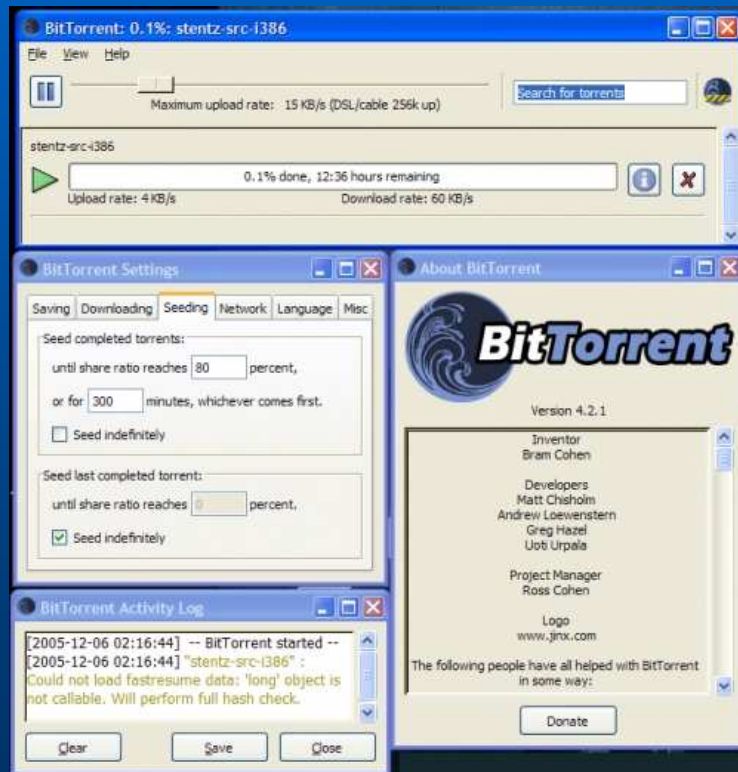 BitTorrent: 0.1%: stentz-src-i386
File View Help
Maximum upload rate: 15 KB/s (DSL/cable 256k up)
Search for torrents
stentz-src-i386
0.1% done, 12:36 hours remaining
Upload rate: 4 KB/s Download rate: 60 KB/s
BitTorrent Settings
Saving Downloading Seeding Network Language Misc
Seed completed torrents:
until share ratio reaches 80 percent,
or for 300 minutes, whichever comes first.
Seed indefinitely
Seed last completed torrent:
until share ratio reaches 0 percent.
Seed indefinitely
BitTorrent Activity Log
[2005-12-06 02:16:44] -- BitTorrent started --
[2005-12-06 02:16:44] "stentz-src-i386" :
Could not load fastresume data: 'long' object is
not callable. Will perform full hash check.
Clear Save Close
About BitTorrent
BitTorrent
Version 4.2.1
Inventor
Bram Cohen
Developers
Matt Chisholm
Andrew Loewenstern
Greg Hazel
Uoti Urpala
Project Manager
Ross Cohen
Logo
www.jinx.com
The following people have all helped with BitTorrent
in some way:
Donate